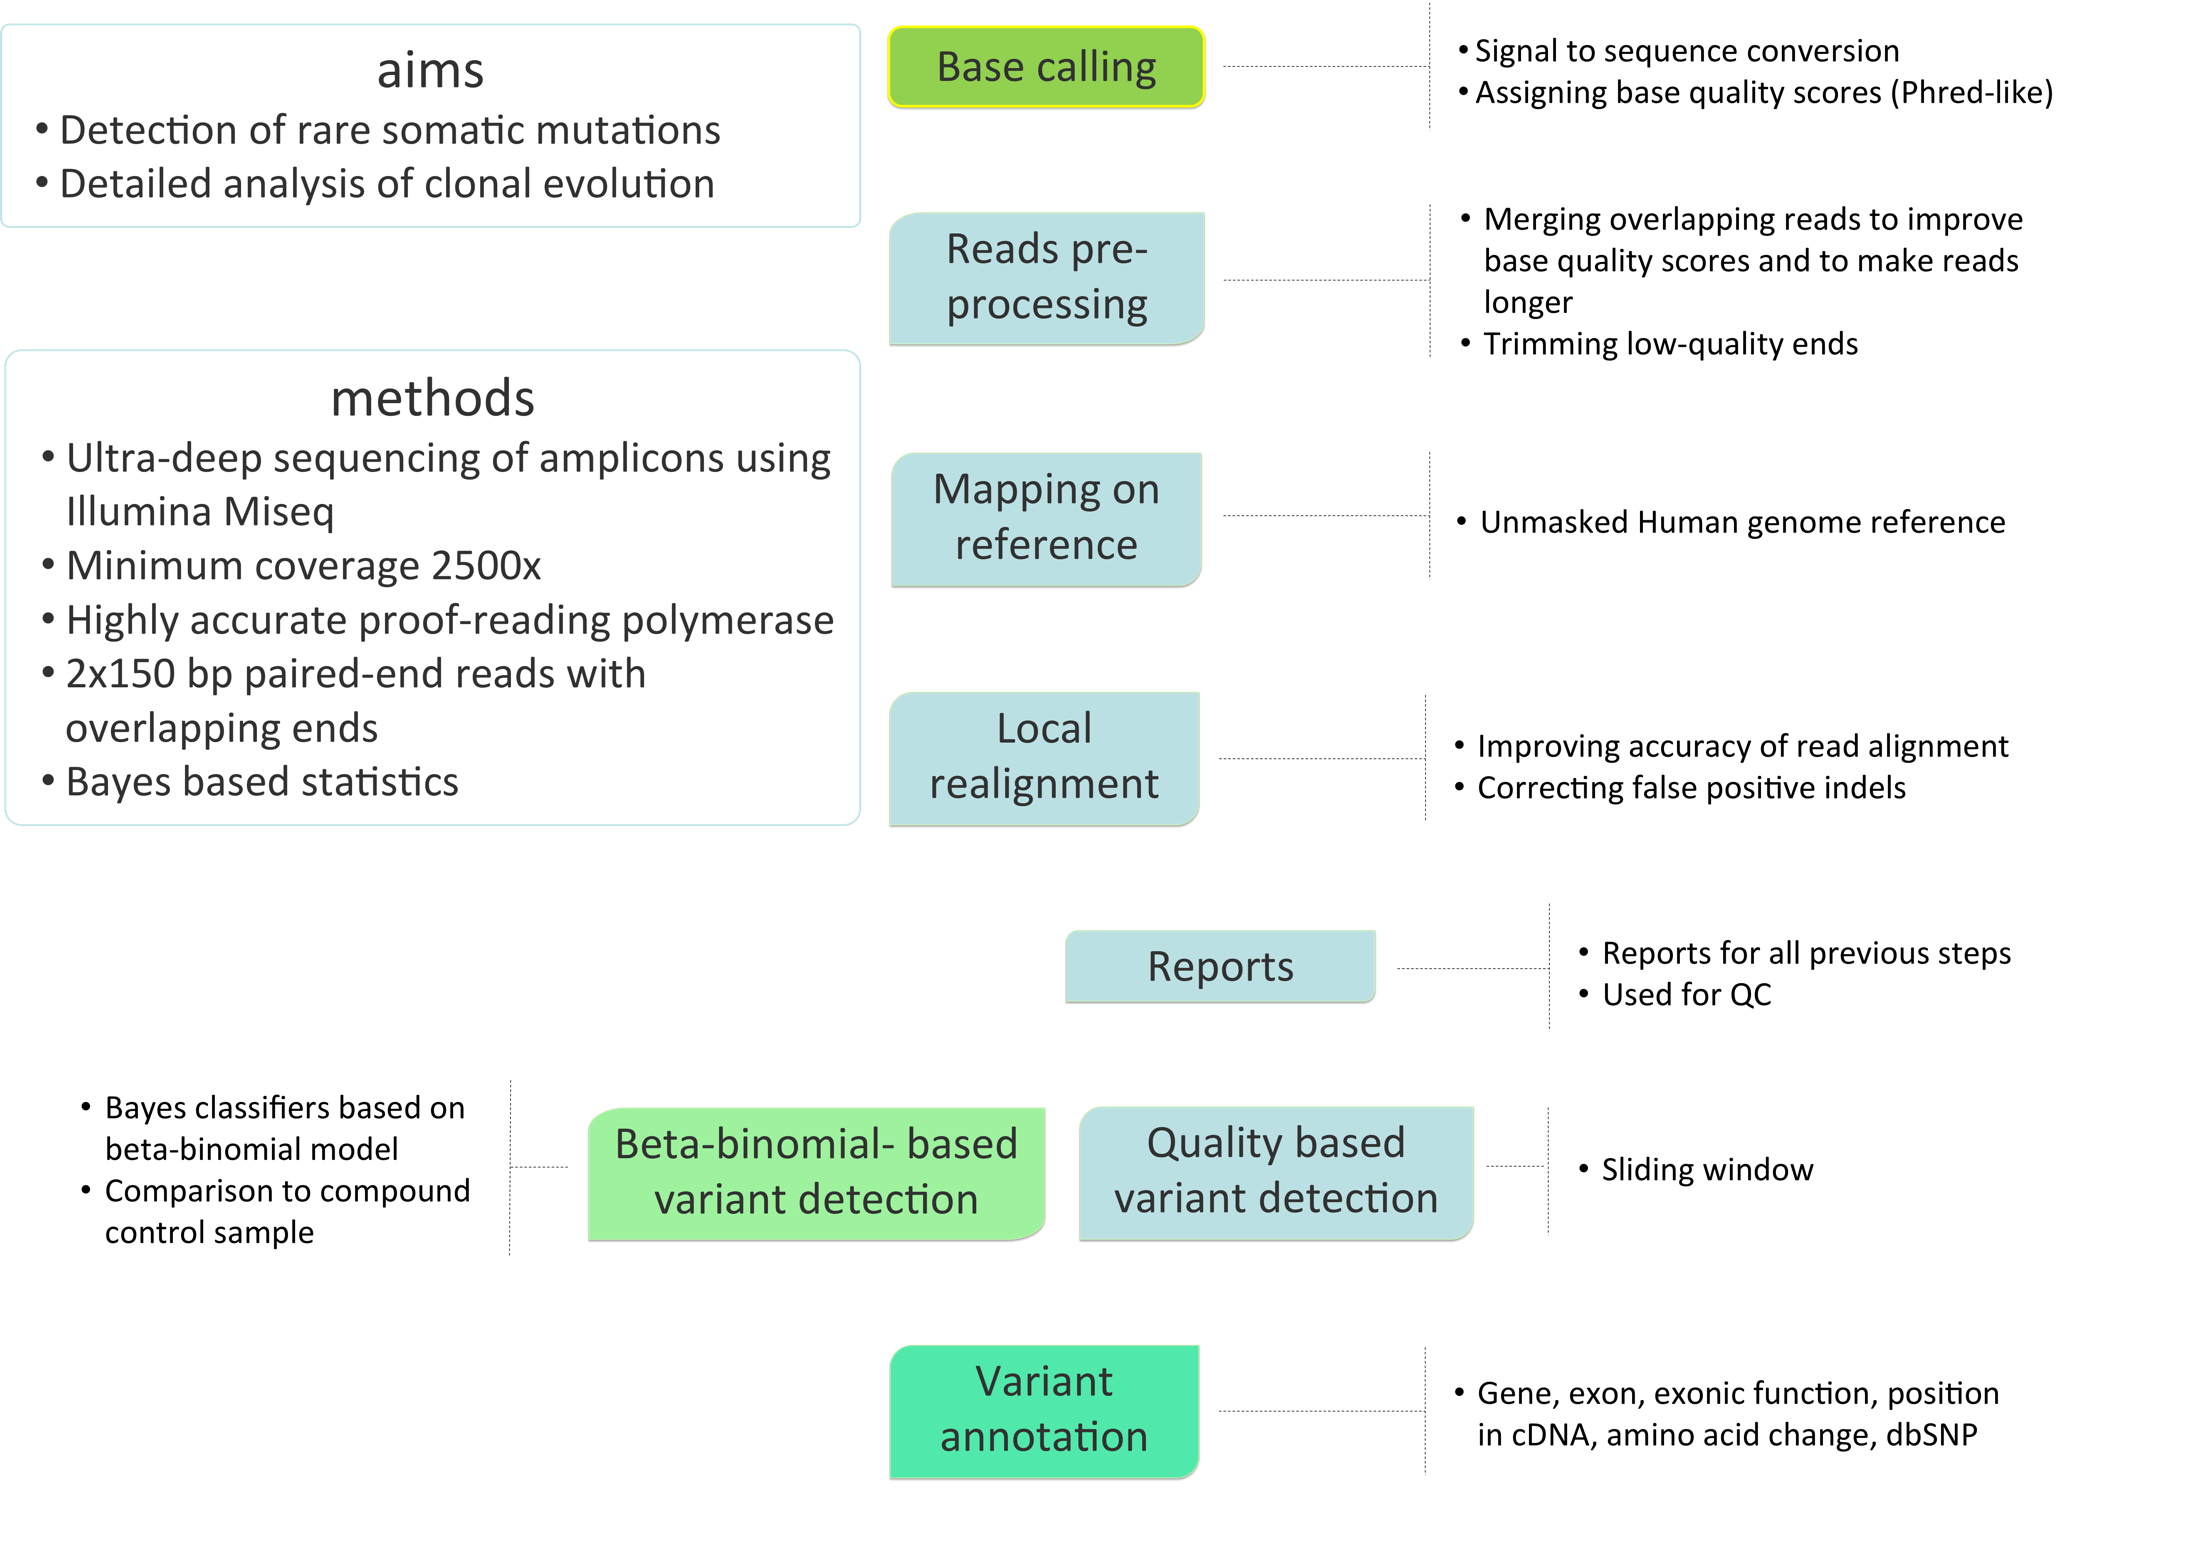 aims
• Detection of rare somatic mutations
• Detailed analysis of clonal evolution
methods
• Ultra-deep sequencing of amplicons using
Illumina Miseq
• Minimum coverage 2500x
• Highly accurate proof-reading polymerase
• 2x150 bp paired-end reads with
overlapping ends
• Bayes based statistics
Base calling
• Signal to sequence conversion
• Assigning base quality scores (Phred-like)
Reads pre-
processing
• Merging overlapping reads to improve
base quality scores and to make reads
longer
• Trimming low-quality ends
Mapping on
reference
• Unmasked Human genome reference
Local
realignment
• Improving accuracy of read alignment
• Correcting false positive indels
Reports
• Reports for all previous steps
• Used for QC
• Bayes classifiers based on
beta-binomial model
• Comparison to compound
control sample
Beta-binomial- based
variant detection
Quality based
variant detection
• Sliding window
Variant
annotation
• Gene, exon, exonic function, position
in cDNA, amino acid change, dbSNP